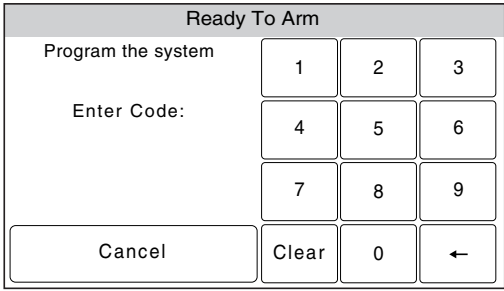 Ready To Arm
Program the system
1 2 3
Enter Code:
4 5 6
7 8 9
Cancel Clear 0 ←